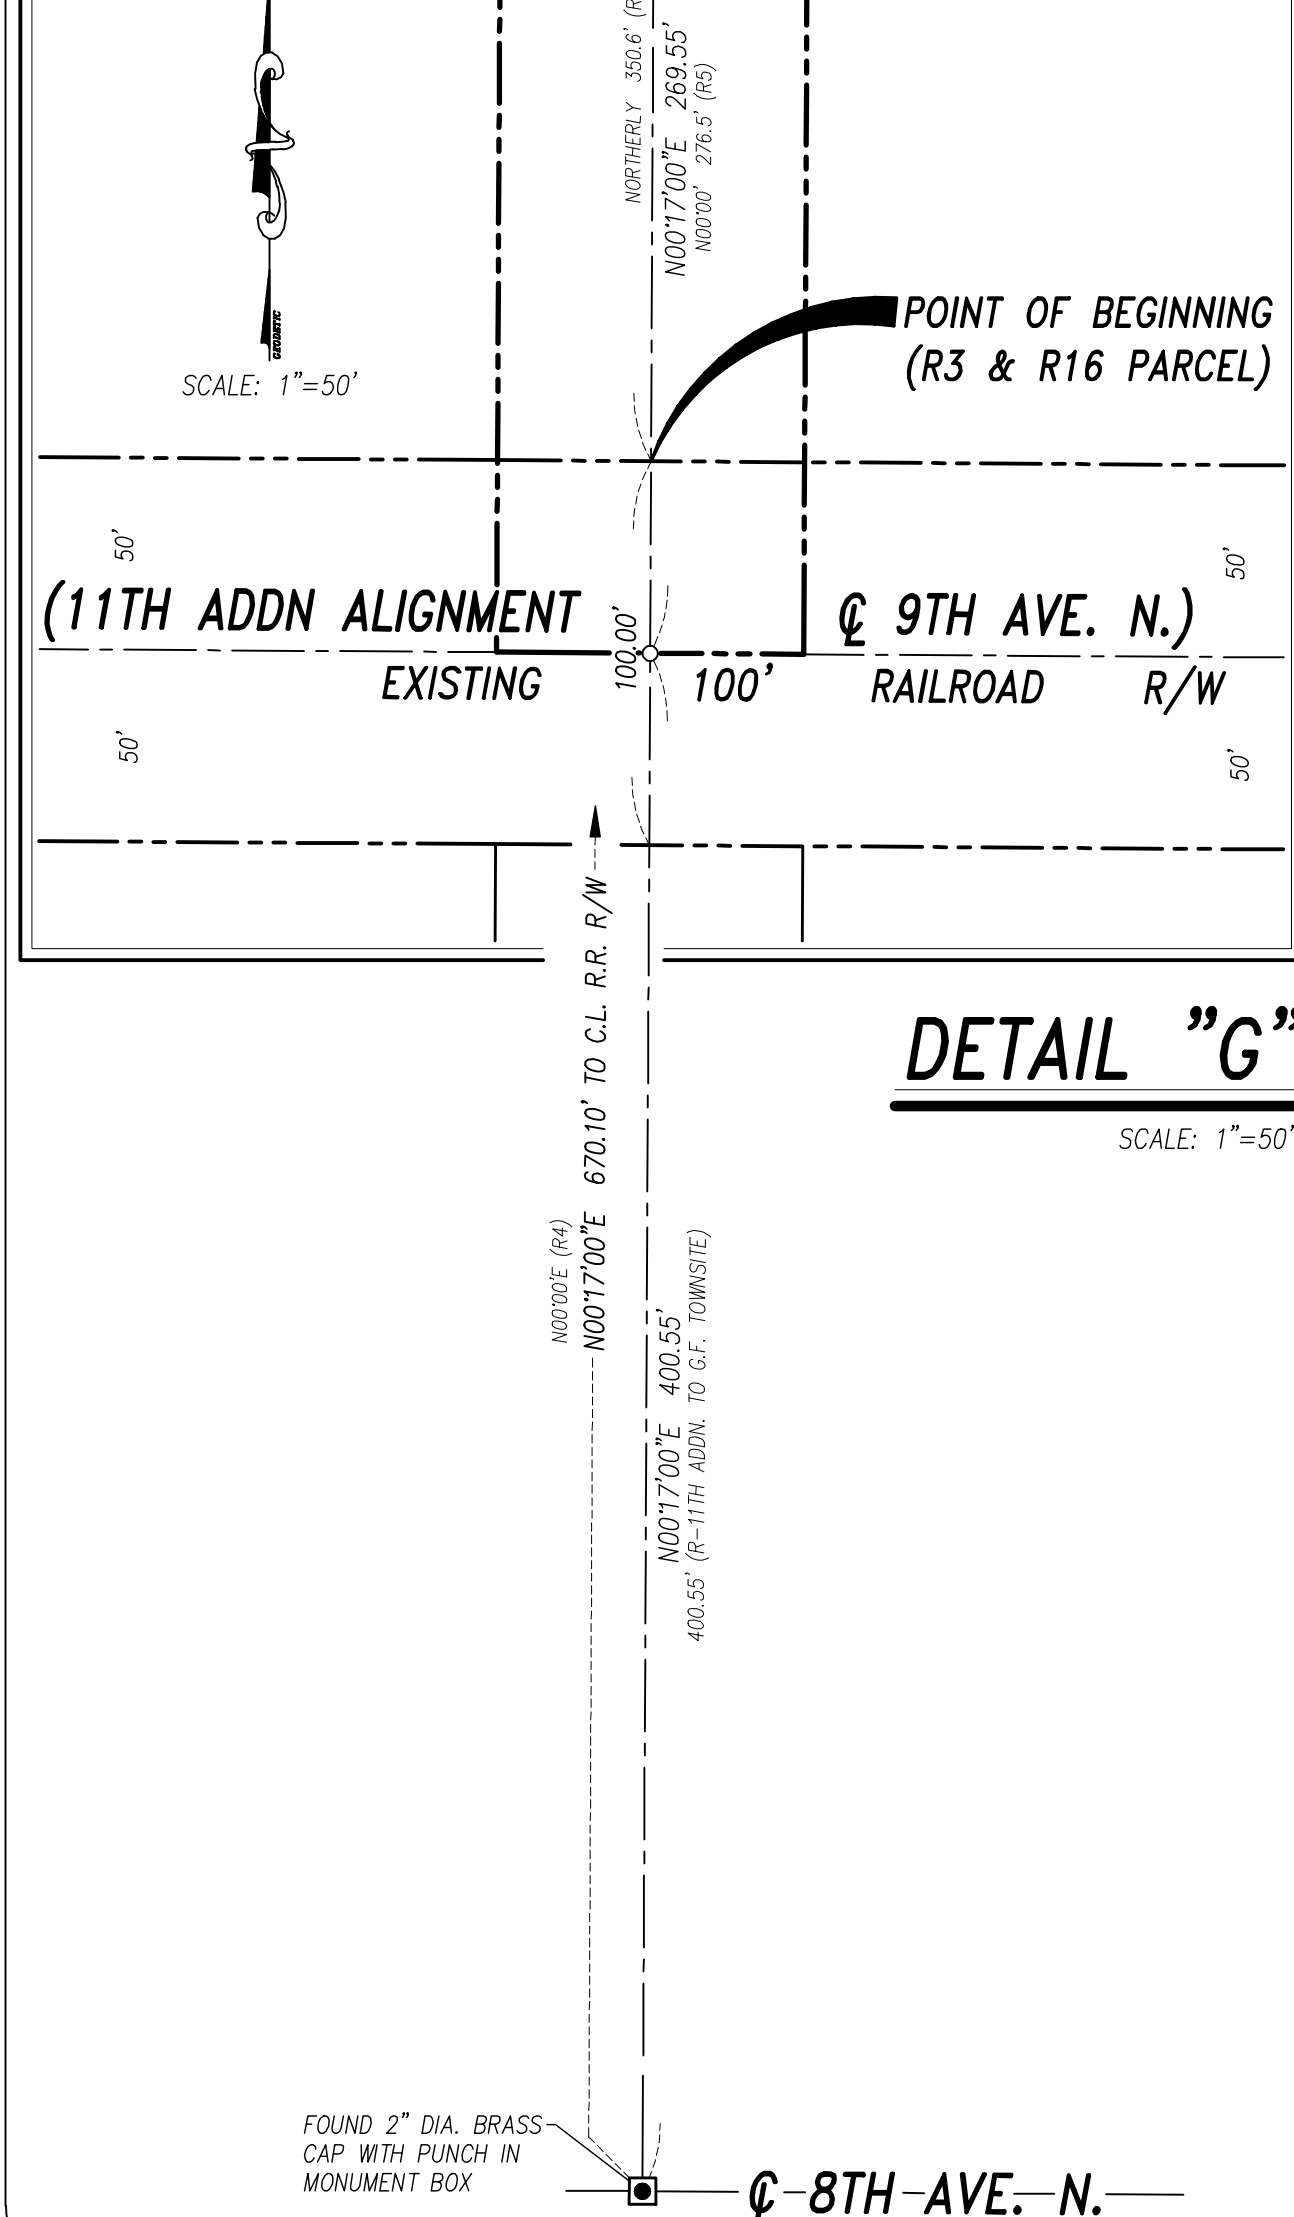 NORTHERLY 350.6' (R
N00°17'00"E 269.55'
N00°00' 276.5' (R5)
GEODETIC
SCALE: 1"=50'
POINT OF BEGINNING
(R3 & R16 PARCEL)
50'
50'
(11TH ADDN ALIGNMENT
℄ 9TH AVE. N.)
100.00'
EXISTING
100'
RAILROAD
R/W
50'
50'
N00°17'00"E 670.10' TO C.L. R.R. R/W
N00°00'E (R4)
DETAIL "G"
SCALE: 1"=50'
N00°17'00"E 400.55'
400.55' (R-11TH ADDN. TO G.F. TOWNSITE)
FOUND 2" DIA. BRASS
CAP WITH PUNCH IN
MONUMENT BOX
℄ 8TH AVE. N.